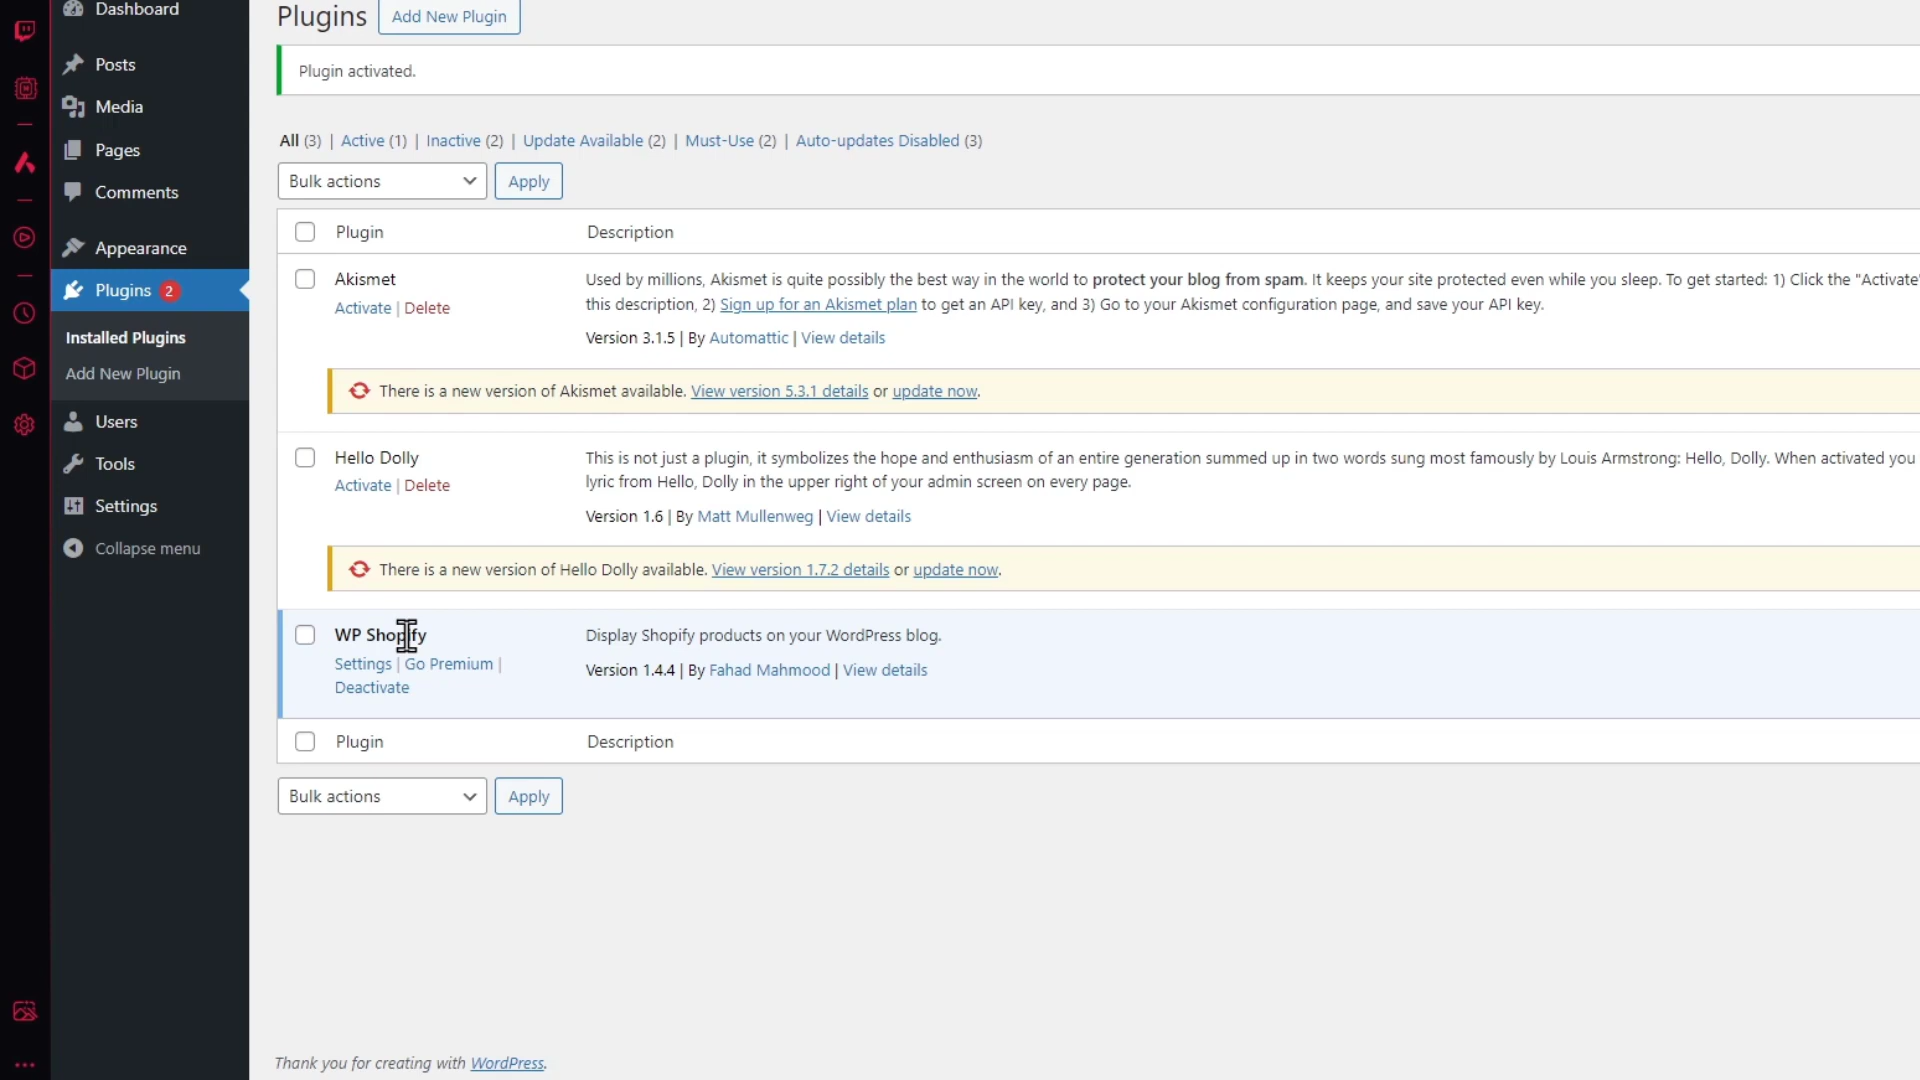 Dashboard
Posts
Media
Pages
Comments
Appearance
Plugins 2
Installed Plugins
Add New Plugin
Users
Tools
Settings
Collapse menu
Plugins Add New Plugin
Plugin activated.
All (3) | Active (1) | Inactive (2) | Update Available (2) | Must-Use (2) | Auto-updates Disabled (3)
Bulk actions Apply
Plugin Description
Akismet Used by millions, Akismet is quite possibly the best way in the world to protect your blog from spam. It keeps your site protected even while you sleep. To get started: 1) Click the "Activate"
Activate | Delete this description, 2) Sign up for an Akismet plan to get an API key, and 3) Go to your Akismet configuration page, and save your API key.
Version 3.1.5 | By Automattic | View details
There is a new version of Akismet available. View version 5.3.1 details or update now.
Hello Dolly This is not just a plugin, it symbolizes the hope and enthusiasm of an entire generation summed up in two words sung most famously by Louis Armstrong: Hello, Dolly. When activated you
Activate | Delete lyric from Hello, Dolly in the upper right of your admin screen on every page.
Version 1.6 | By Matt Mullenweg | View details
There is a new version of Hello Dolly available. View version 1.7.2 details or update now.
WP Shopify Display Shopify products on your WordPress blog.
Settings | Go Premium | Version 1.4.4 | By Fahad Mahmood | View details
Deactivate
Plugin Description
Bulk actions Apply
Thank you for creating with WordPress.